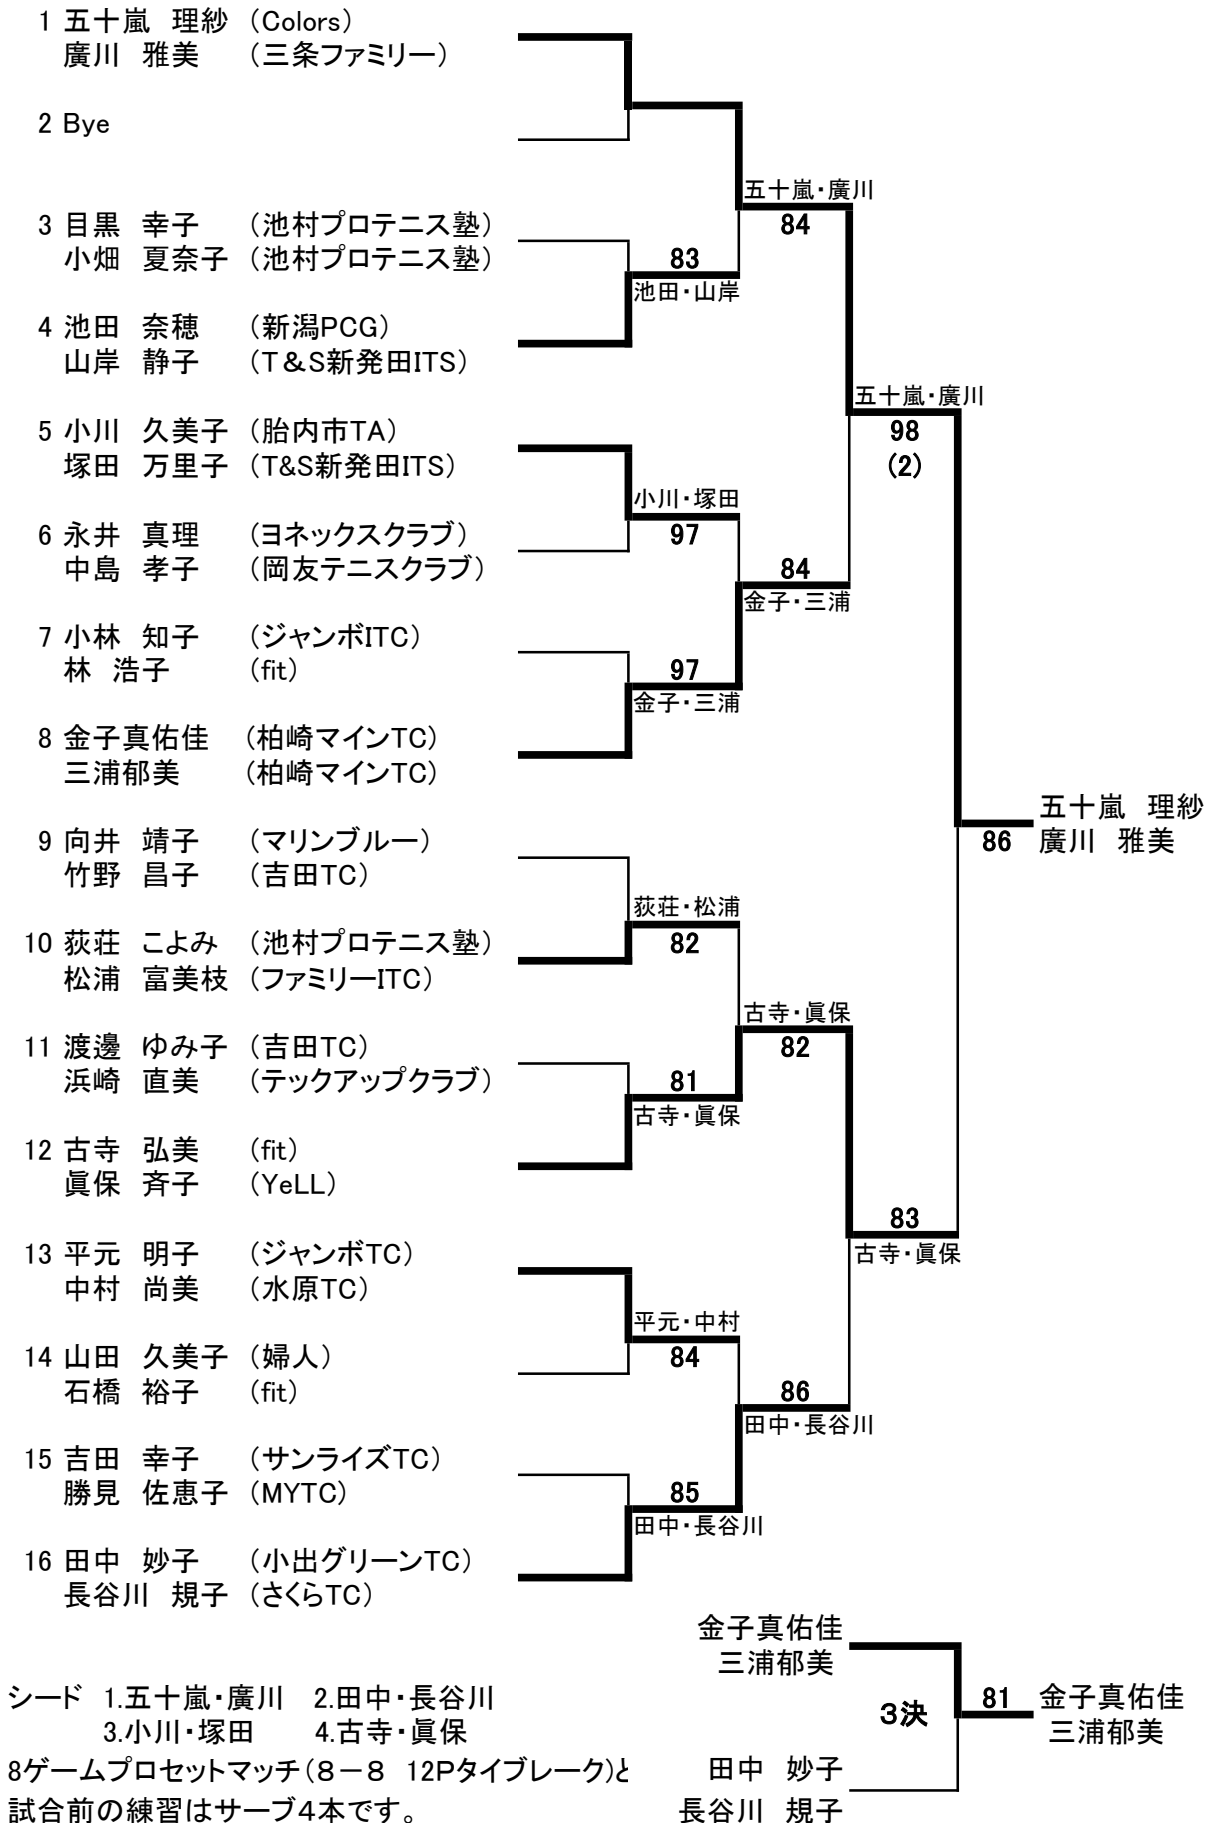 1 五十嵐 理紗 (Colors)
廣川 雅美 (三条ファミリー)
2 Bye
五十嵐・廣川
84
3 目黒 幸子 (池村プロテニス塾)
小畑 夏奈子 (池村プロテニス塾)
83
池田・山岸
4 池田 奈穂 (新潟PCG)
山岸 静子 (T&S新発田ITS)
五十嵐・廣川
98
(2)
5 小川 久美子 (胎内市TA)
塚田 万里子 (T&S新発田ITS)
小川・塚田
97
6 永井 真理 (ヨネックスクラブ)
中島 孝子 (岡友テニスクラブ)
84
金子・三浦
7 小林 知子 (ジャンボITC)
林 浩子 (fit)
97
金子・三浦
8 金子真佑佳 (柏崎マインTC)
三浦郁美 (柏崎マインTC)
五十嵐 理紗
86 廣川 雅美
9 向井 靖子 (マリンブルー)
竹野 昌子 (吉田TC)
荻荘・松浦
82
10 荻荘 こよみ (池村プロテニス塾)
松浦 富美枝 (ファミリーITC)
古寺・眞保
82
11 渡邊 ゆみ子 (吉田TC)
浜崎 直美 (テックアップクラブ)
81
古寺・眞保
12 古寺 弘美 (fit)
眞保 斉子 (YeLL)
83
古寺・眞保
13 平元 明子 (ジャンボTC)
中村 尚美 (水原TC)
平元・中村
84
14 山田 久美子 (婦人)
石橋 裕子 (fit)
86
田中・長谷川
15 吉田 幸子 (サンライズTC)
勝見 佐恵子 (MYTC)
85
田中・長谷川
16 田中 妙子 (小出グリーンTC)
長谷川 規子 (さくらTC)
金子真佑佳
三浦郁美
シード 1.五十嵐・廣川 2.田中・長谷川
3.小川・塚田 4.古寺・眞保
3決
81 金子真佑佳
三浦郁美
8ゲームプロセットマッチ(8-8 12Pタイブレーク)と
試合前の練習はサーブ4本です。
田中 妙子
長谷川 規子